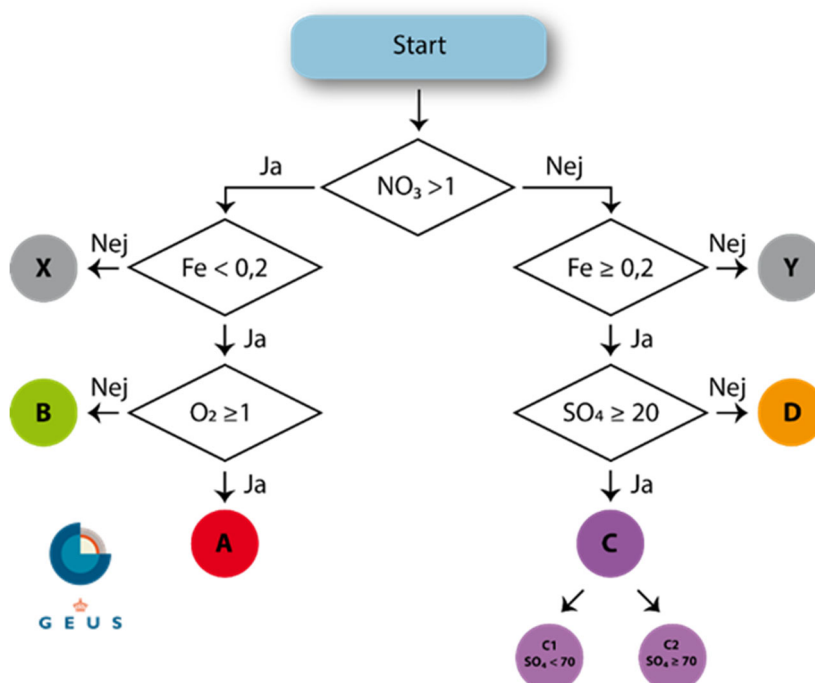 Start
Ja
Nej
NO₃ >1
Nej
Nej
X
Fe < 0,2
Fe ≥ 0,2
Y
Ja
Ja
Nej
Nej
B
O₂ ≥1
SO₄ ≥ 20
D
Ja
Ja
A
C
GEUS
C1
SO₄ < 70
C2
SO₄ ≥ 70